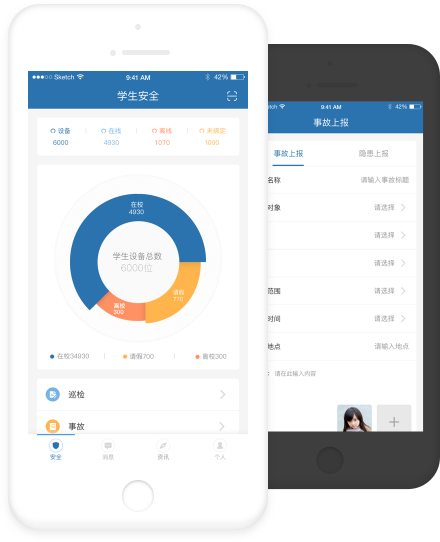 Sketch
9:41 AM
42%
学生安全
设备
在线
离线
未绑定
6000
4930
1070
1000
在校
4930
学生设备总数
6000位
请假
770
离校
300
在校34930
请假700
离校300
巡检
事故
安全
消息
资讯
个人
9:41 AM
42%
事故上报
事故上报
隐患上报
名称
请输入事故标题
对象
请选择
请选择
请选择
范围
请选择
时间
请选择
地点
请输入地点
请在此输入内容